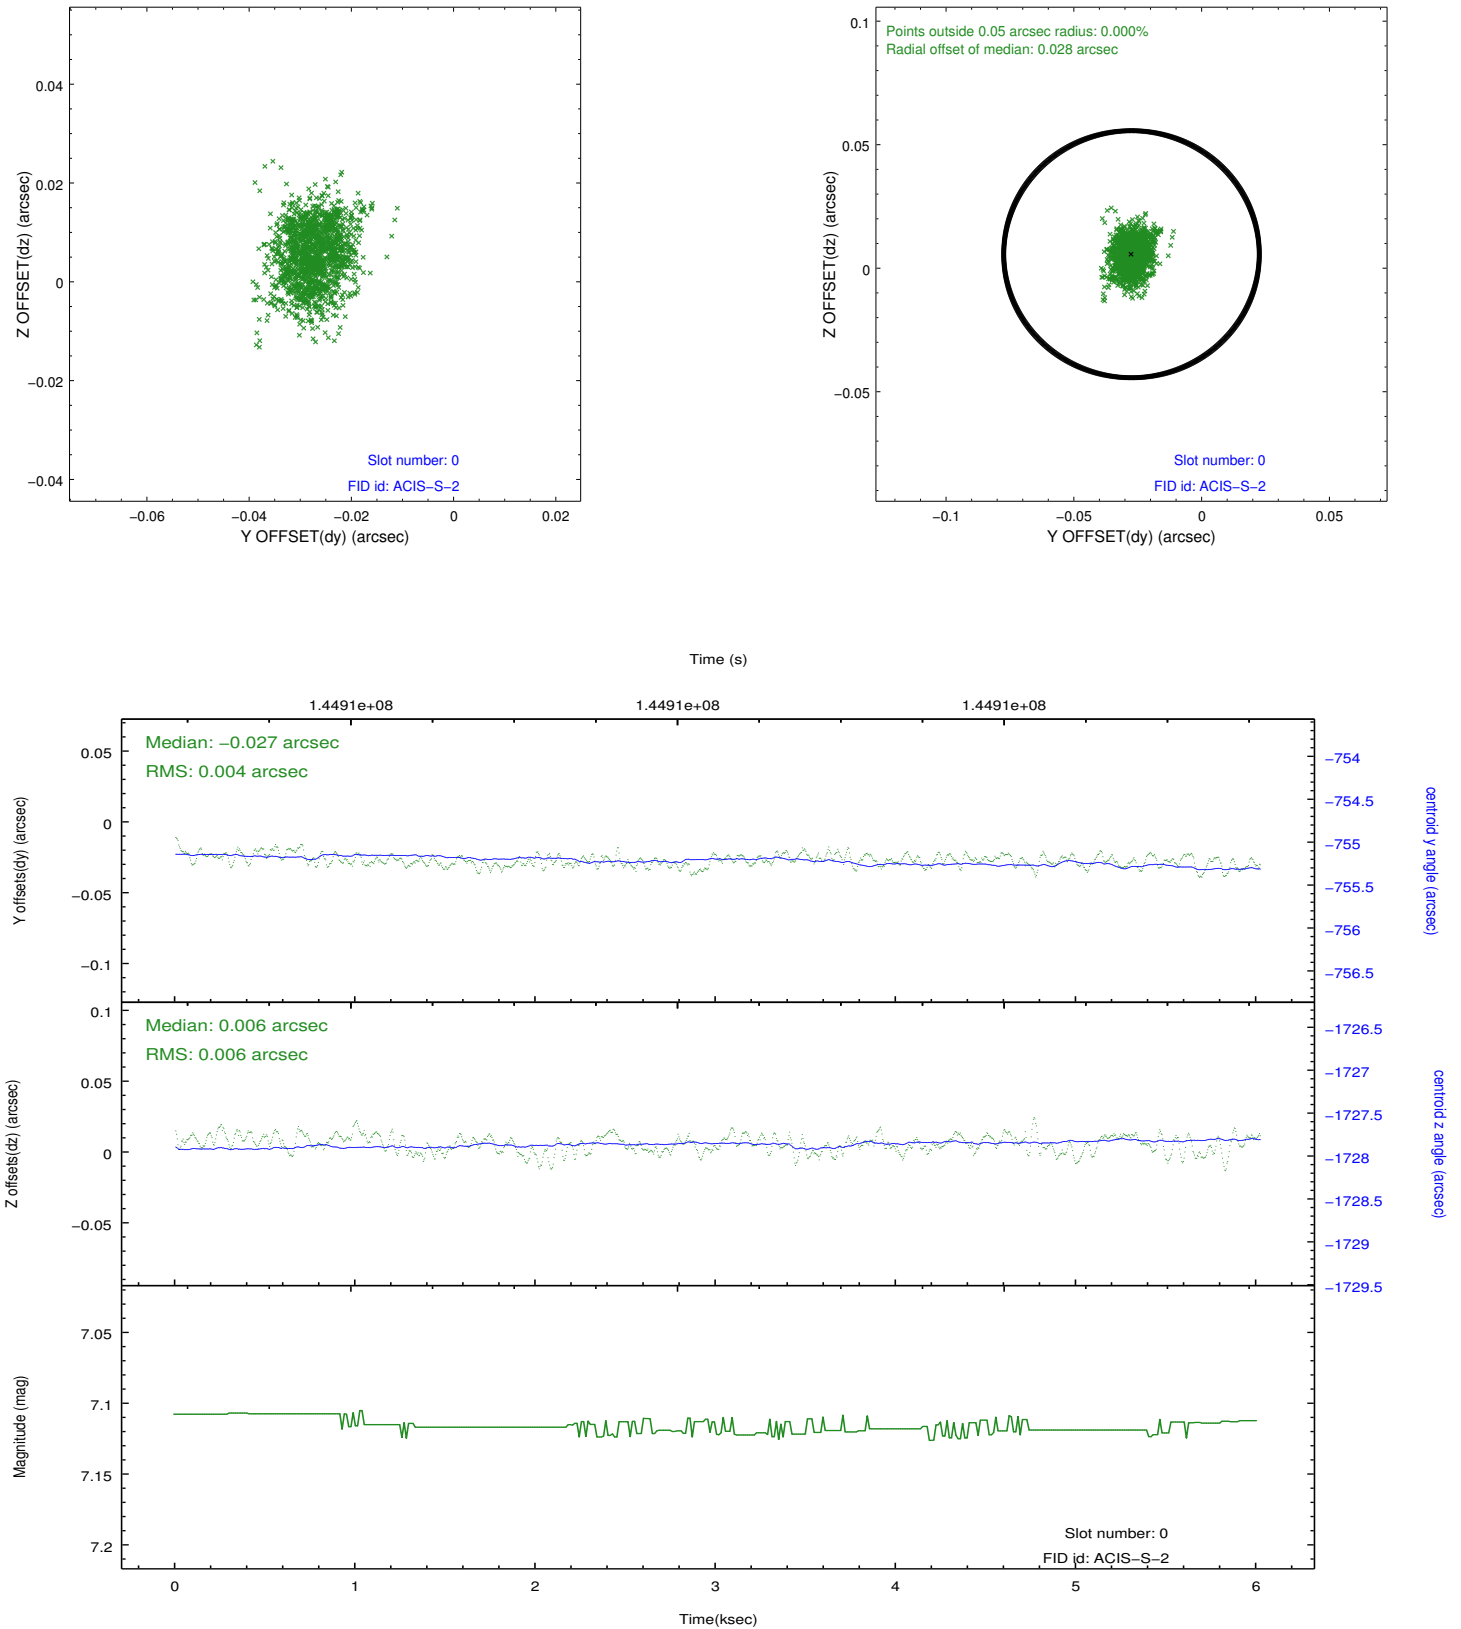 0.04
0.02
0
−0.02
−0.04
Z OFFSET(dz) (arcsec)
Slot number: 0
FID id: ACIS−S−2
−0.06 −0.04 −0.02 0 0.02
Y OFFSET(dy) (arcsec)
Points outside 0.05 arcsec radius: 0.000%
Radial offset of median: 0.028 arcsec
0.1
0.05
0
−0.05
Z OFFSET(dz) (arcsec)
Slot number: 0
FID id: ACIS−S−2
−0.1 −0.05 0 0.05
Y OFFSET(dy) (arcsec)
Time (s)
1.4491e+08 1.4491e+08 1.4491e+08
Median: −0.027 arcsec
RMS: 0.004 arcsec
0.05
0
−0.05
−0.1
Y offsets(dy) (arcsec)
−754
−754.5
−755
−755.5
−756
−756.5
centroid y angle (arcsec)
Median: 0.006 arcsec
RMS: 0.006 arcsec
0.1
0.05
0
−0.05
Z offsets(dz) (arcsec)
−1726.5
−1727
−1727.5
−1728
−1728.5
−1729
−1729.5
centroid z angle (arcsec)
7.05
7.1
7.15
7.2
Magnitude (mag)
Slot number: 0
FID id: ACIS−S−2
0 1 2 3 4 5 6
Time(ksec)